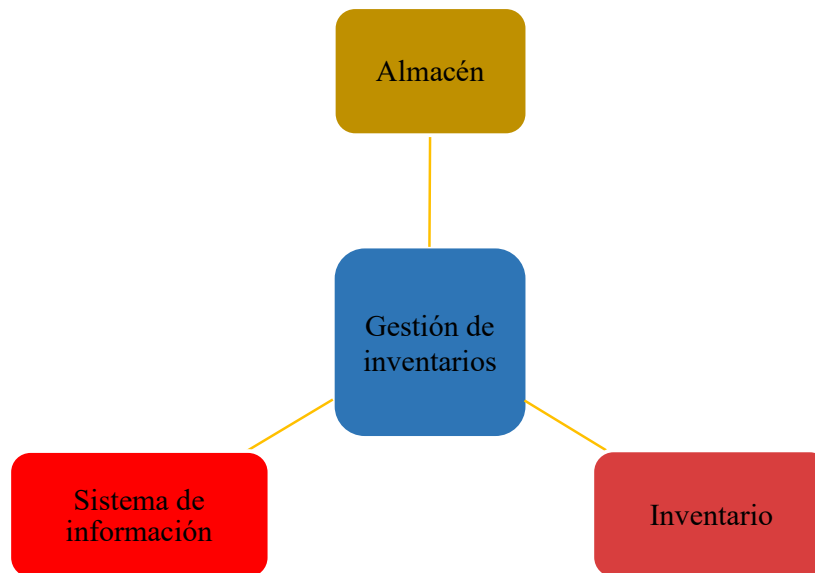 Almacén
Gestión de
inventarios
Sistema de
información
Inventario